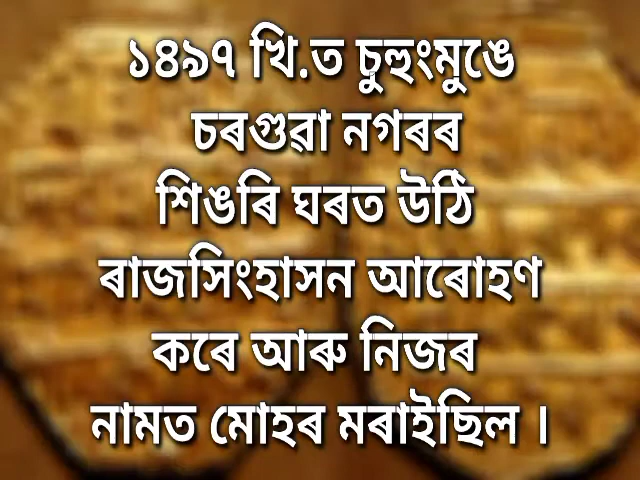 ১৪৯৭ খি.ত চুহুংমুঙে
চৰগুৱা নগৰৰ
শিঙৰি ঘৰত উঠি
ৰাজসিংহাসন আৰোহণ
কৰে আৰু নিজৰ
নামত মোহৰ মৰাইছিল ।